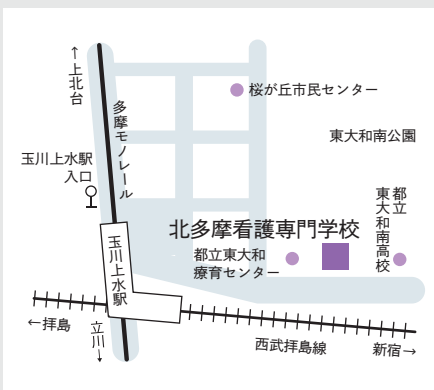 ↑上北台
多摩モノレール
桜が丘市民センター
東大和南公園
玉川上水駅
入口
都立
東大和南高校
北多摩看護専門学校
都立東大和
療育センター
玉川上水駅
←拝島
立川→
西武拝島線
新宿→